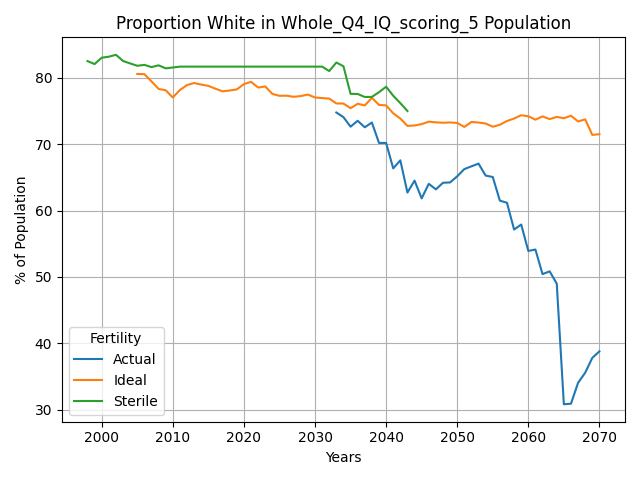 Proportion White in Whole_Q4_IQ_scoring_5 Population
% of Population
80
70
60
50
40
30
Fertility
Actual
Ideal
Sterile
2000 2010 2020 2030 2040 2050 2060 2070
Years